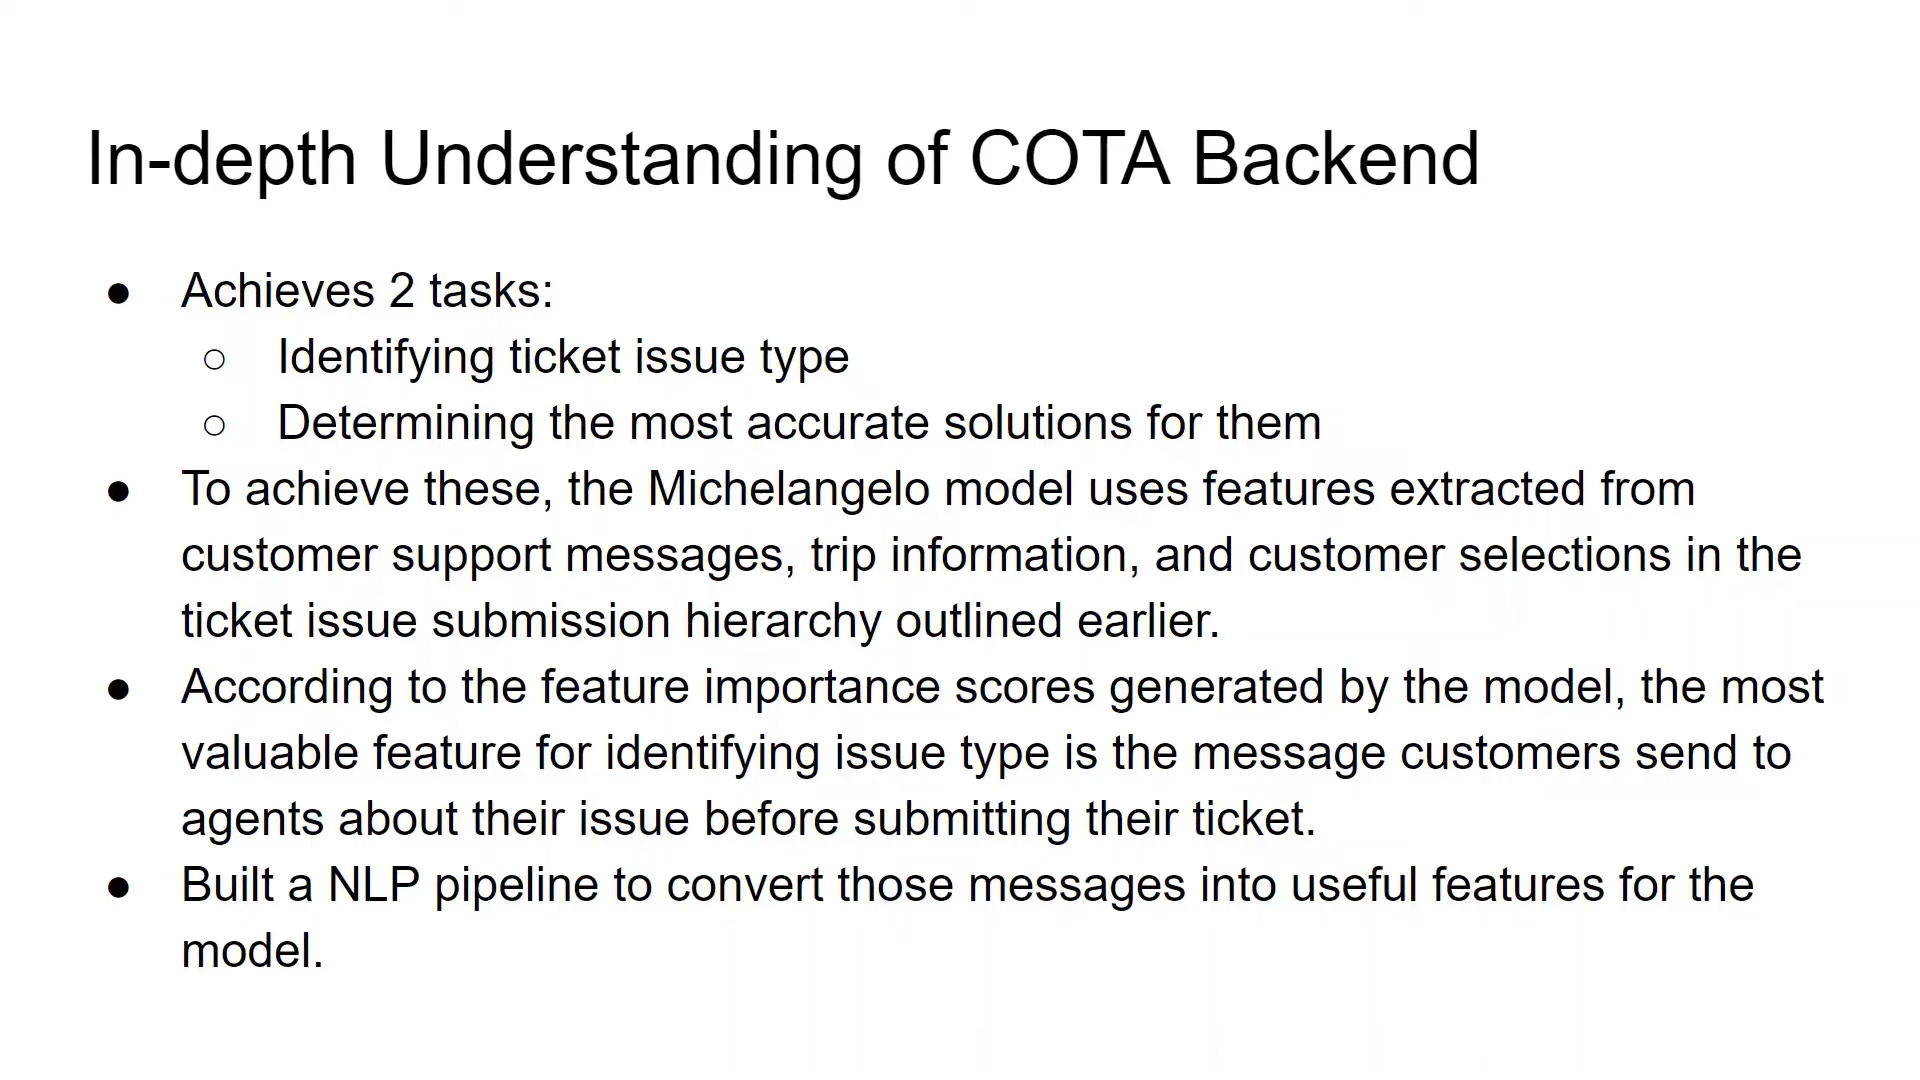 In-depth Understanding of COTA Backend
● Achieves 2 tasks:
○ Identifying ticket issue type
○ Determining the most accurate solutions for them
● To achieve these, the Michelangelo model uses features extracted from
customer support messages, trip information, and customer selections in the
ticket issue submission hierarchy outlined earlier.
● According to the feature importance scores generated by the model, the most
valuable feature for identifying issue type is the message customers send to
agents about their issue before submitting their ticket.
● Built a NLP pipeline to convert those messages into useful features for the
model.